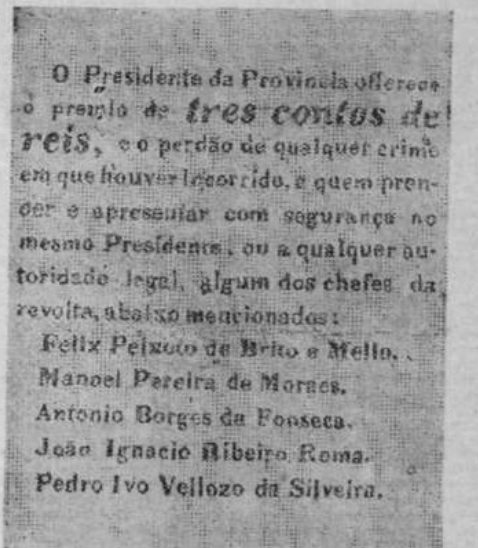 O Presidente da Provincia offerece
o premio de tres contos de
reis, e o perdão de qualquer crime
em que houver incorrido, a quem pren-
der e apresentar com segurança ao
mesmo Presidente, ou a qualquer au-
toridade legal, algum dos chefes da
revolta, abaixo mencionados:
Felix Peixoto de Brito e Mello.
Manoel Pereira de Moraes.
Antonio Borges da Fonseca.
João Ignacio Ribeiro Roma.
Pedro Ivo Vellozo da Silveira.